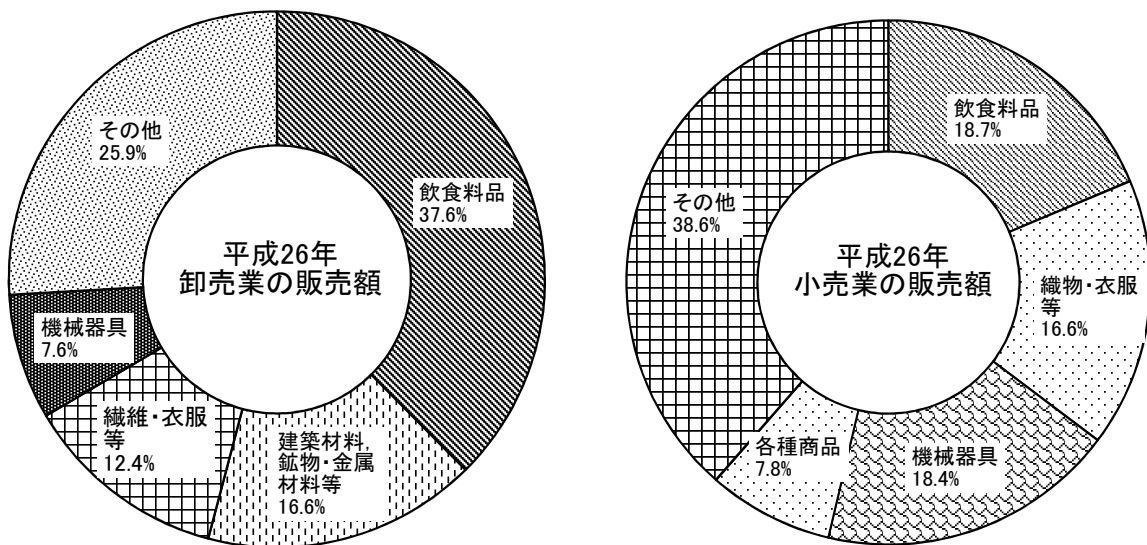 平成26年
卸売業の販売額
飲食料品
37.6%
建築材料,
鉱物・金属
材料等
16.6%
繊維・衣服
等
12.4%
機械器具
7.6%
その他
25.9%
平成26年
小売業の販売額
飲食料品
18.7%
織物・衣服
等
16.6%
機械器具
18.4%
各種商品
7.8%
その他
38.6%